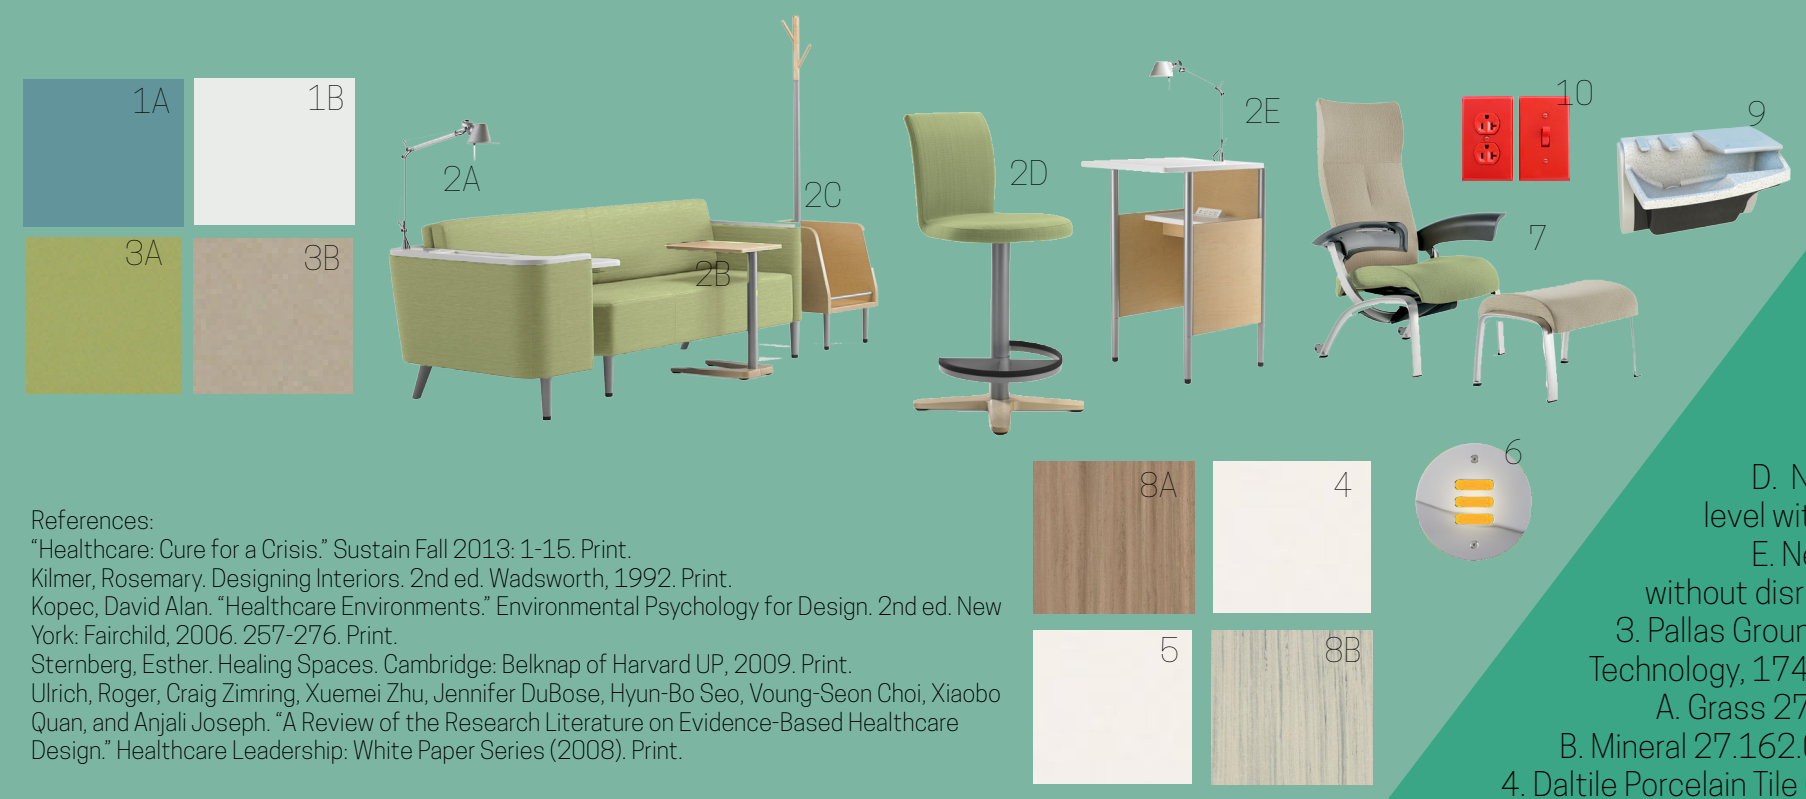 1A
1B
3A
3B
2A
2B
2C
2D
2E
7
10
9
6
8A
4
5
8B
References:
“Healthcare: Cure for a Crisis.” Sustain Fall 2013: 1-15. Print.
Kilmer, Rosemary. Designing Interiors. 2nd ed. Wadsworth, 1992. Print.
Kopec, David Alan. “Healthcare Environments.” Environmental Psychology for Design. 2nd ed. New
York: Fairchild, 2006. 257-276. Print.
Sternberg, Esther. Healing Spaces. Cambridge: Belknap of Harvard UP, 2009. Print.
Ulrich, Roger, Craig Zimring, Xuemei Zhu, Jennifer DuBose, Hyun-Bo Seo, Voung-Seon Choi, Xiaobo
Quan, and Anjali Joseph. “A Review of the Research Literature on Evidence-Based Healthcare
Design.” Healthcare Leadership: White Paper Series (2008). Print.
D.
level
E.
without
3. Pallas
Technology, 174
A. Grass 27
B. Mineral 27.162.
4. Daltile Porcelain Tile